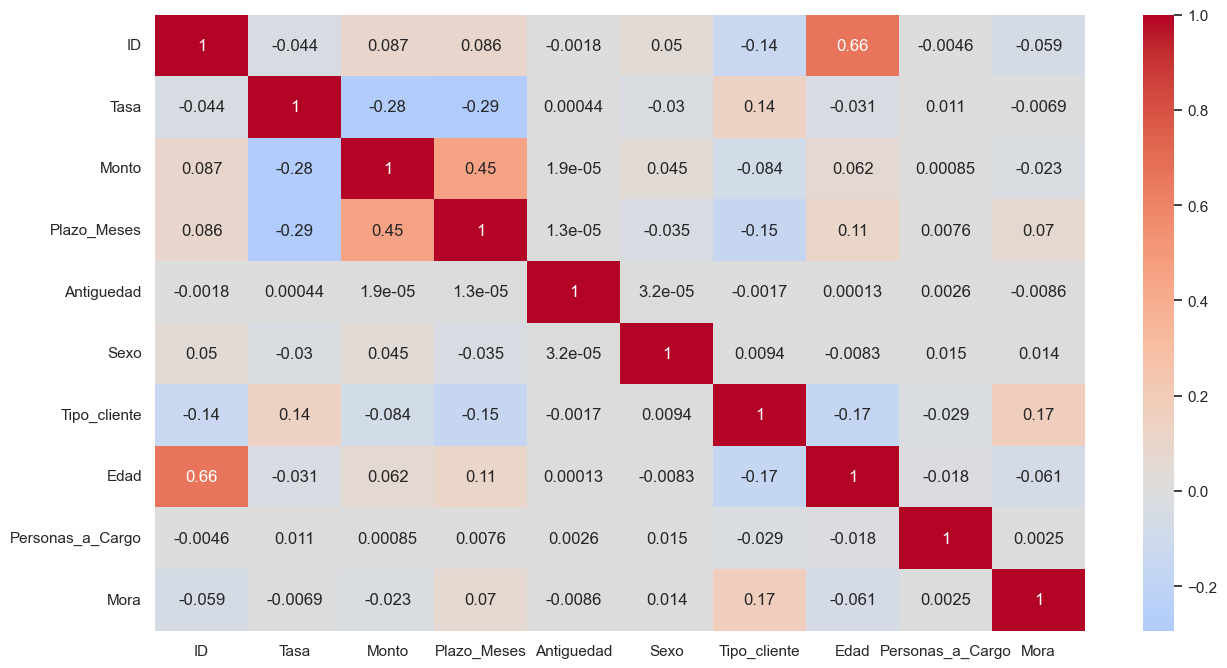 ID 1 -0.044 0.087 0.086 -0.0018 0.05 -0.14 0.66 -0.0046 -0.059
Tasa -0.044 1 -0.28 -0.29 0.00044 -0.03 0.14 -0.031 0.011 -0.0069
Monto 0.087 -0.28 1 0.45 1.9e-05 0.045 -0.084 0.062 0.00085 -0.023
Plazo_Meses 0.086 -0.29 0.45 1 1.3e-05 -0.035 -0.15 0.11 0.0076 0.07
Antiguedad -0.0018 0.00044 1.9e-05 1.3e-05 1 3.2e-05 -0.0017 0.00013 0.0026 -0.0086
Sexo 0.05 -0.03 0.045 -0.035 3.2e-05 1 0.0094 -0.0083 0.015 0.014
Tipo_cliente -0.14 0.14 -0.084 -0.15 -0.0017 0.0094 1 -0.17 -0.029 0.17
Edad 0.66 -0.031 0.062 0.11 0.00013 -0.0083 -0.17 1 -0.018 -0.061
Personas_a_Cargo -0.0046 0.011 0.00085 0.0076 0.0026 0.015 -0.029 -0.018 1 0.0025
Mora -0.059 -0.0069 -0.023 0.07 -0.0086 0.014 0.17 -0.061 0.0025 1
ID Tasa Monto Plazo_Meses Antiguedad Sexo Tipo_cliente Edad Personas_a_Cargo Mora
1.0
0.8
0.6
0.4
0.2
0.0
−0.2